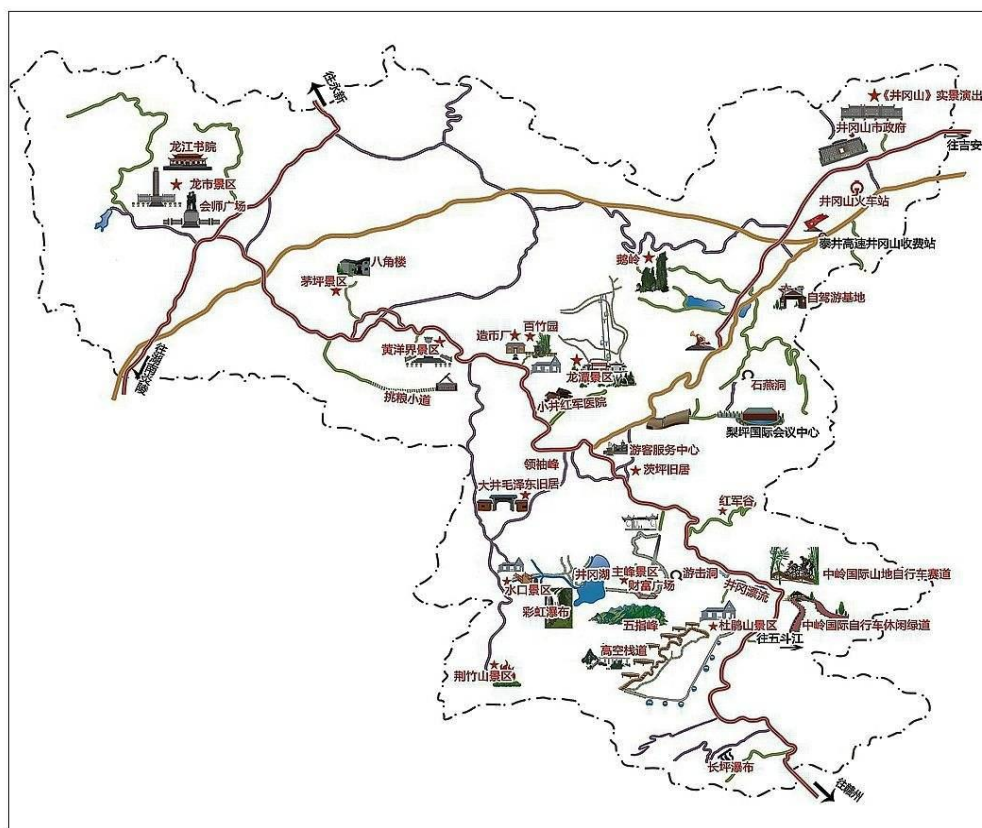 往永新
《井冈山》实景演出
井冈山市政府
往吉安
龙江书院
龙市景区
会师广场
井冈山火车站
泰井高速井冈山收费站
鹅岭
八角楼
茅坪景区
自驾游基地
造币厂
百竹园
黄洋界景区
往湖南炎陵
龙潭景区
石燕洞
挑粮小道
小井红军医院
梨坪国际会议中心
游客服务中心
领袖峰
茨坪旧居
大井毛泽东旧居
红军谷
井冈湖
主峰景区
游击洞
中岭国际山地自行车赛道
水口景区
财富广场
井冈漂流
彩虹瀑布
五指峰
杜鹃山景区
中岭国际自行车休闲绿道
往五斗江
高空栈道
荆竹山景区
长坪瀑布
往赣州